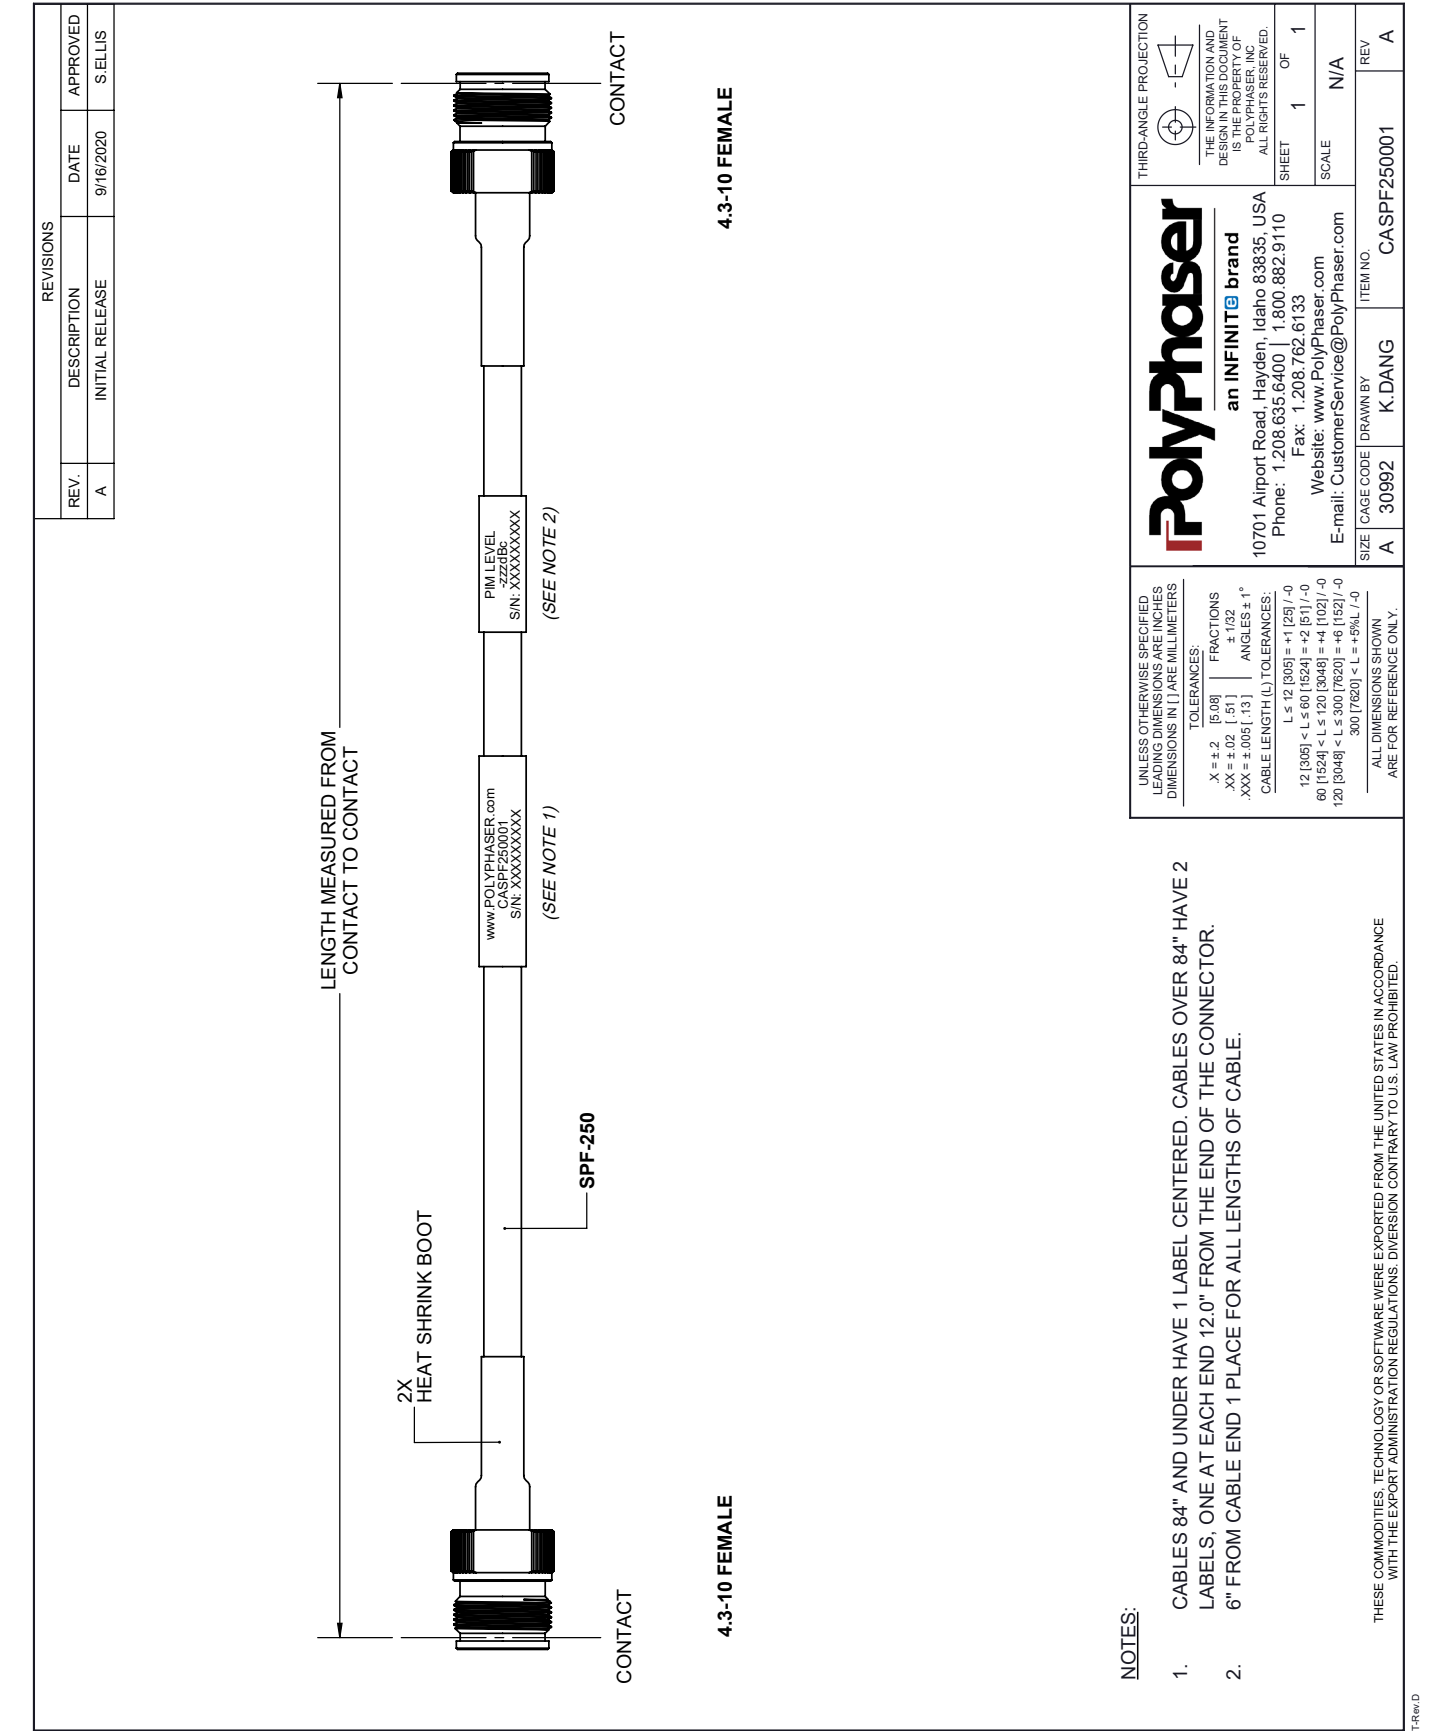 REVISIONS
REV.
DESCRIPTION
DATE
APPROVED
A
INITIAL RELEASE
9/16/2020
S.ELLIS
LENGTH MEASURED FROM
CONTACT TO CONTACT
2X
HEAT SHRINK BOOT
www.POLYPHASER.com
CASPF250001
S/N: XXXXXXXXX
PIM LEVEL
-zzzdBc
S/N: XXXXXXXXX
(SEE NOTE 1)
(SEE NOTE 2)
SPF-250
CONTACT
CONTACT
4.3-10 FEMALE
4.3-10 FEMALE
NOTES:
1. CABLES 84" AND UNDER HAVE 1 LABEL CENTERED. CABLES OVER 84" HAVE 2
LABELS, ONE AT EACH END 12.0" FROM THE END OF THE CONNECTOR.
2. 6" FROM CABLE END 1 PLACE FOR ALL LENGTHS OF CABLE.
THESE COMMODITIES, TECHNOLOGY OR SOFTWARE WERE EXPORTED FROM THE UNITED STATES IN ACCORDANCE
WITH THE EXPORT ADMINISTRATION REGULATIONS. DIVERSION CONTRARY TO U.S. LAW PROHIBITED.
UNLESS OTHERWISE SPECIFIED
LEADING DIMENSIONS ARE INCHES
DIMENSIONS IN [ ] ARE MILLIMETERS
TOLERANCES:
.X = ±.2 [5.08] FRACTIONS
.XX = ±.02 [ .51 ] ± 1/32
.XXX = ±.005 [ .13 ] ANGLES ± 1°
CABLE LENGTH (L) TOLERANCES:
L ≤ 12 [305] = +1 [25] / -0
12 [305] < L ≤ 60 [1524] = +2 [51] / -0
60 [1524] < L ≤ 120 [3048] = +4 [102] / -0
120 [3048] < L ≤ 300 [7620] = +6 [152] / -0
300 [7620] < L = +5%L / -0
ALL DIMENSIONS SHOWN
ARE FOR REFERENCE ONLY.
PolyPhaser
an INFINITe brand
10701 Airport Road, Hayden, Idaho 83835, USA
Phone: 1.208.635.6400 | 1.800.882.9110
Fax: 1.208.762.6133
Website: www.PolyPhaser.com
E-mail: CustomerService@PolyPhaser.com
THIRD-ANGLE PROJECTION
THE INFORMATION AND
DESIGN IN THIS DOCUMENT
IS THE PROPERTY OF
POLYPHASER, INC
ALL RIGHTS RESERVED.
SHEET 1 OF 1
SCALE N/A
SIZE
A
CAGE CODE
30992
DRAWN BY
K.DANG
ITEM NO.
CASPF250001
REV
A
T-Rev.D